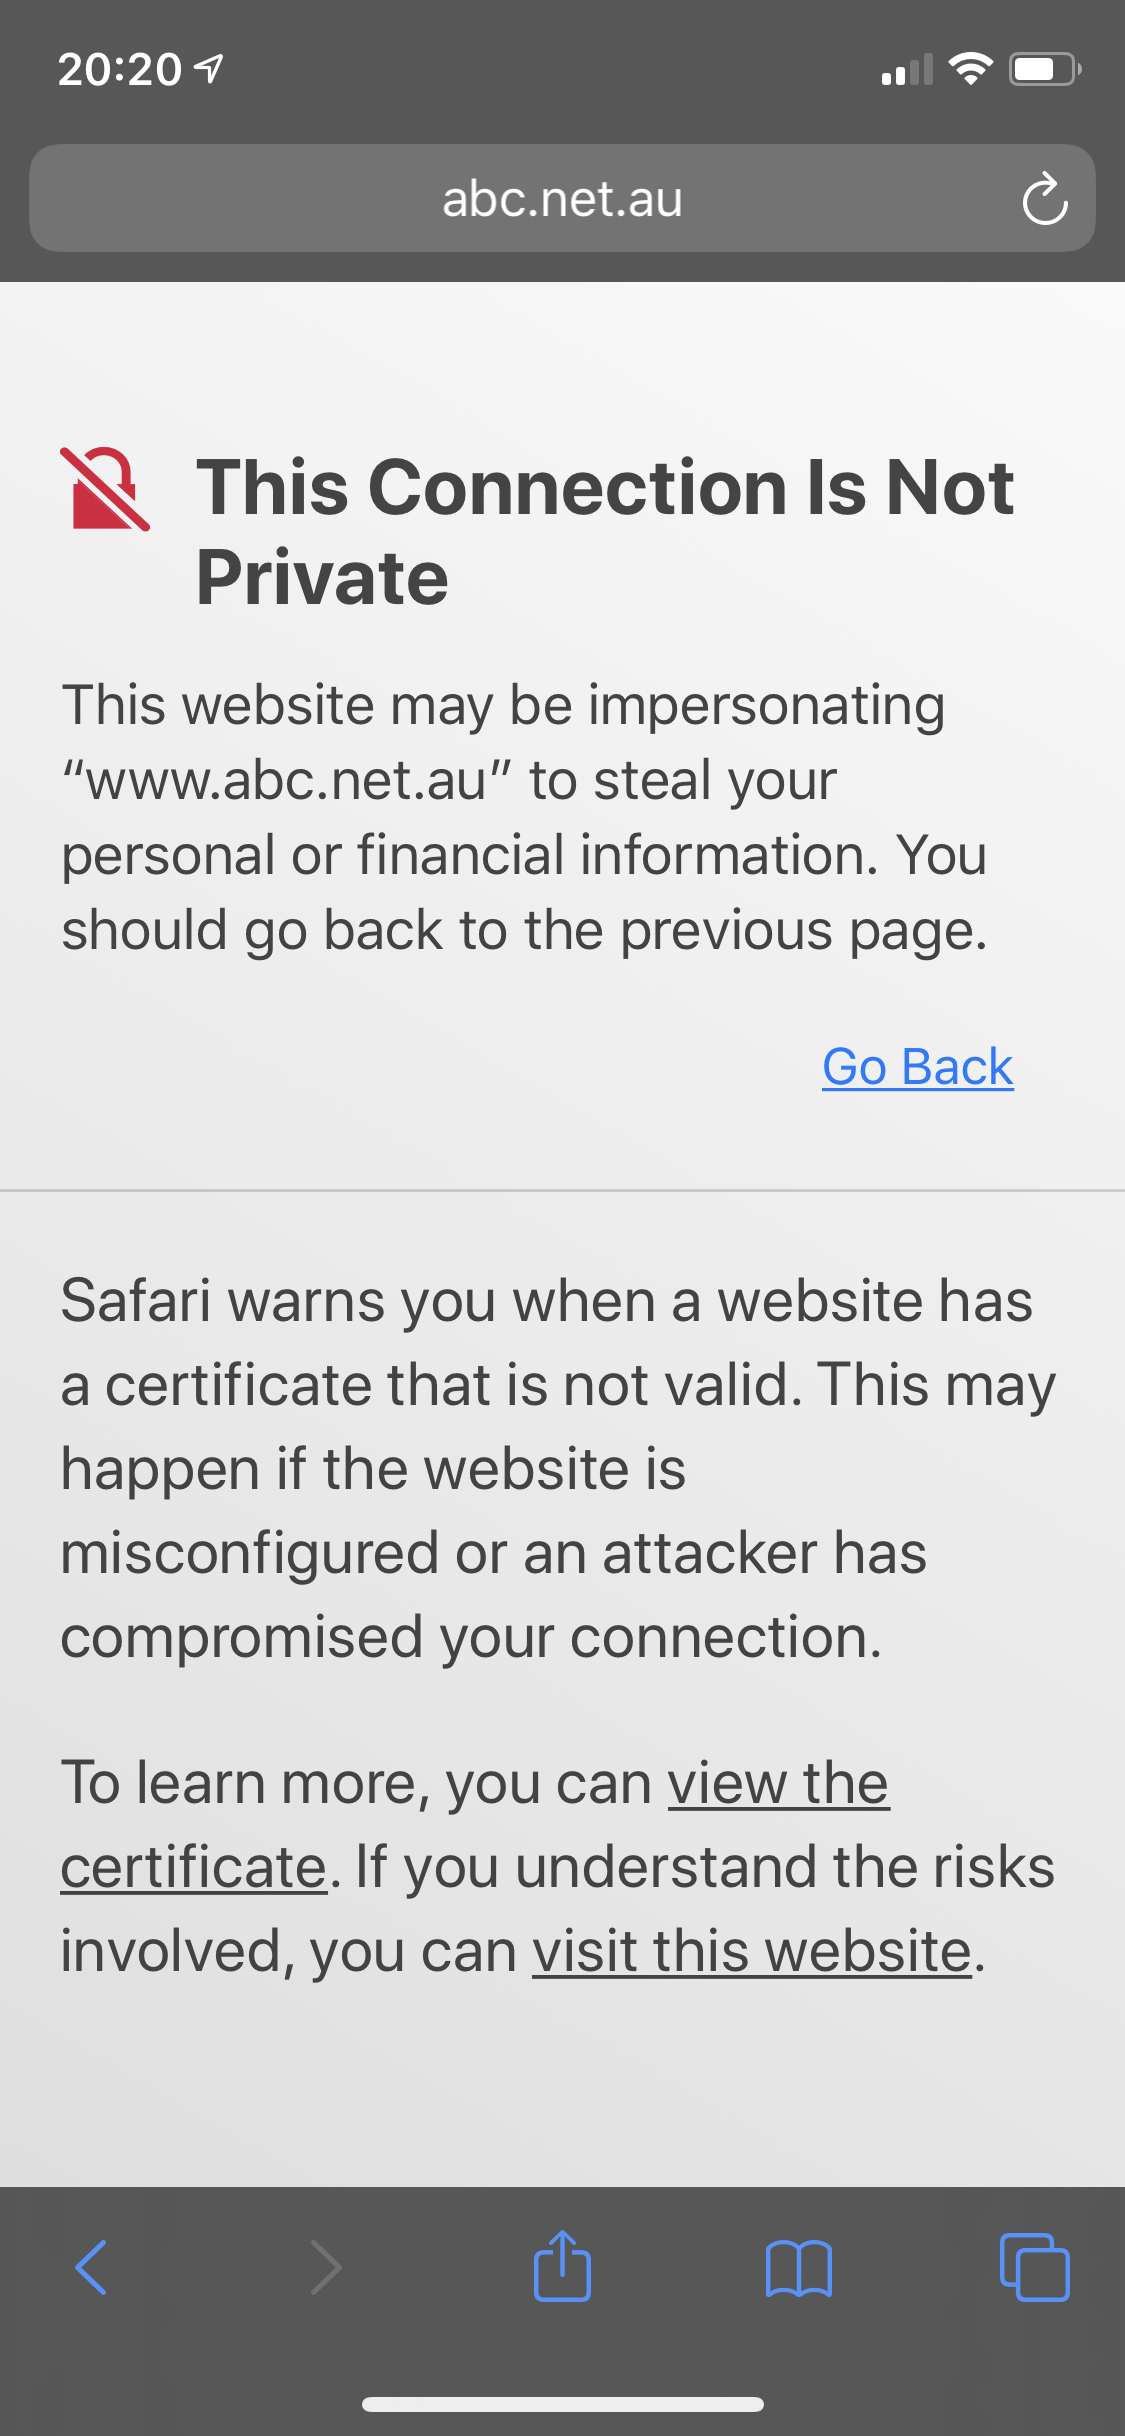 20:20
abc.net.au
This Connection Is Not
Private
This website may be impersonating
“www.abc.net.au” to steal your
personal or financial information. You
should go back to the previous page.
Go Back
Safari warns you when a website has
a certificate that is not valid. This may
happen if the website is
misconfigured or an attacker has
compromised your connection.
To learn more, you can view the
certificate. If you understand the risks
involved, you can visit this website.